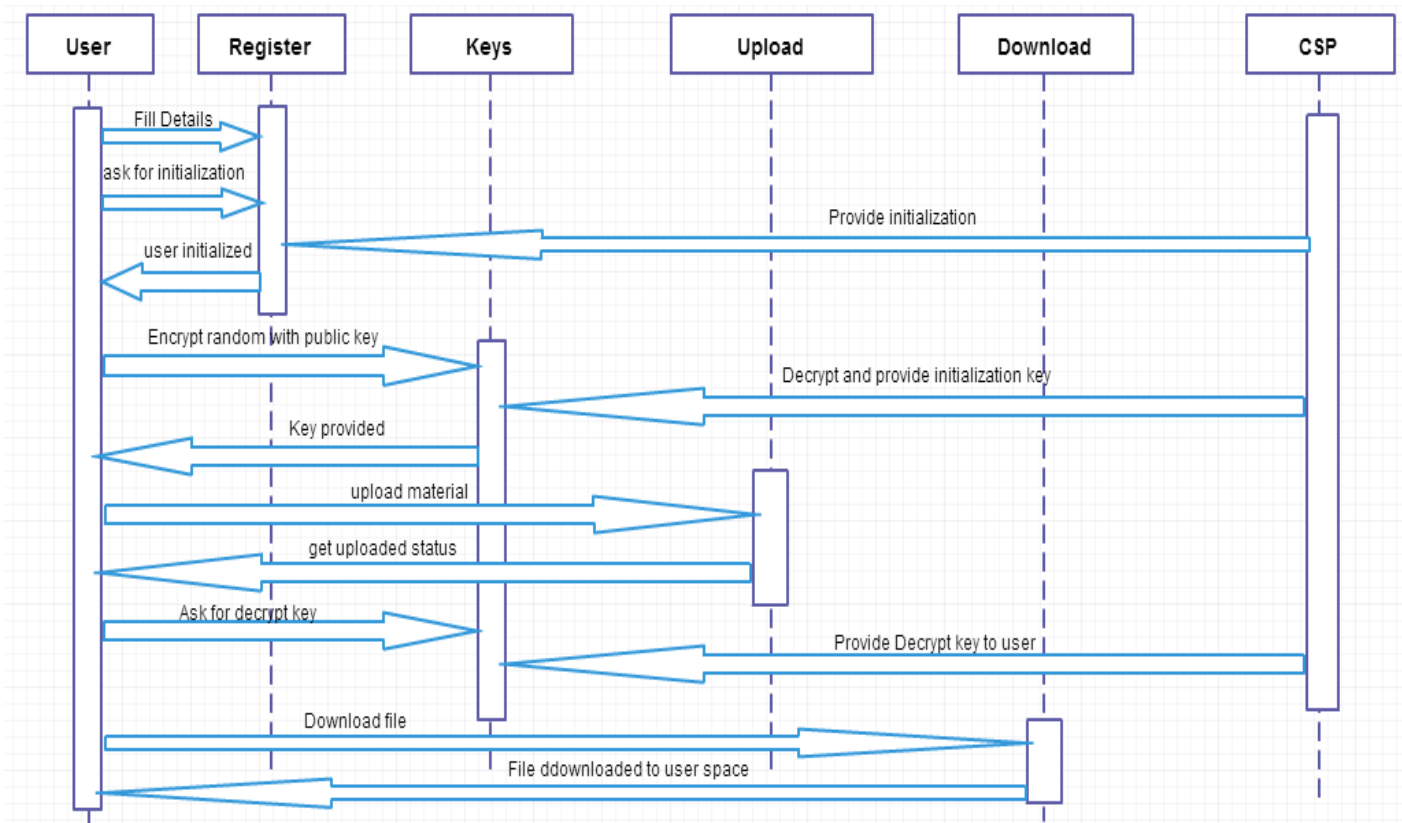 User
Register
Keys
Upload
Download
CSP
Fill Details
ask for initialization
Provide initialization
user initialized
Encrypt random with public key
Decrypt and provide initialization key
Key provided
upload material
get uploaded status
Ask for decrypt key
Provide Decrypt key to user
Download file
File ddownloaded to user space